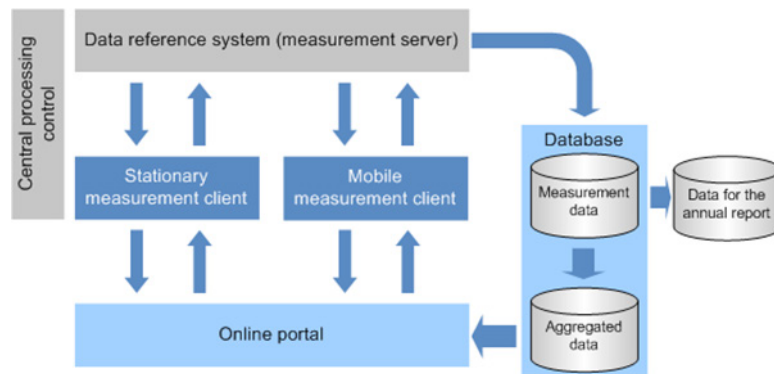 Data reference system (measurement server)
Central processing
control
Stationary
measurement client
Mobile
measurement client
Database
Measurement
data
Data for the
annual report
Online portal
Aggregated
data